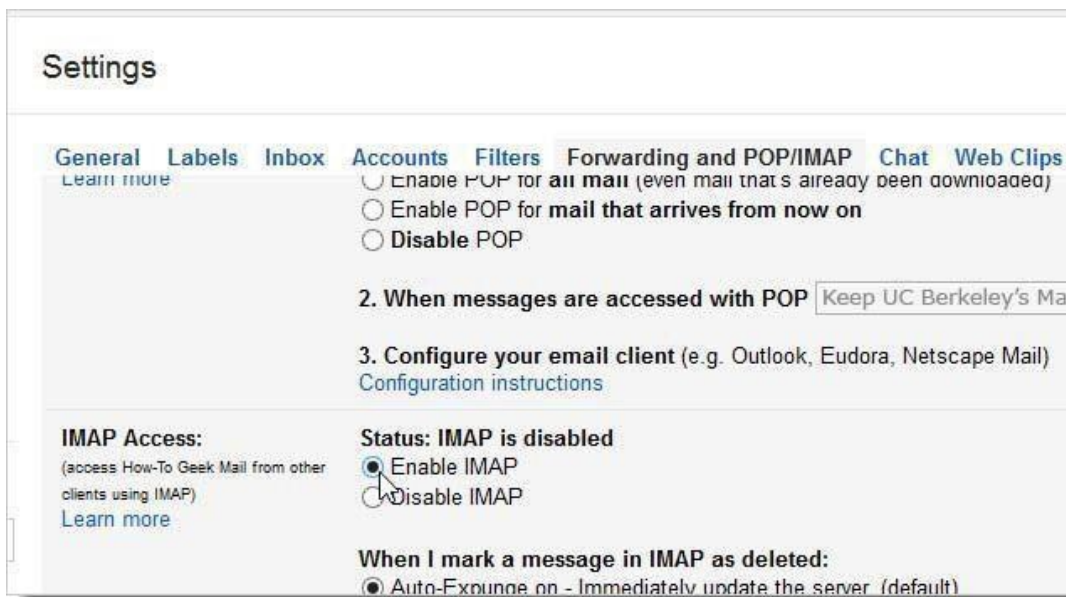 Settings
General Labels Inbox Accounts Filters Forwarding and POP/IMAP Chat Web Clips
Learn more
Enable POP for all mail (even mail that's already been downloaded)
Enable POP for mail that arrives from now on
Disable POP
2. When messages are accessed with POP Keep UC Berkeley's Ma
3. Configure your email client (e.g. Outlook, Eudora, Netscape Mail)
Configuration instructions
IMAP Access:
(access How-To Geek Mail from other
clients using IMAP)
Learn more
Status: IMAP is disabled
Enable IMAP
Disable IMAP
When I mark a message in IMAP as deleted:
Auto-Expunge on - Immediately update the server. (default)